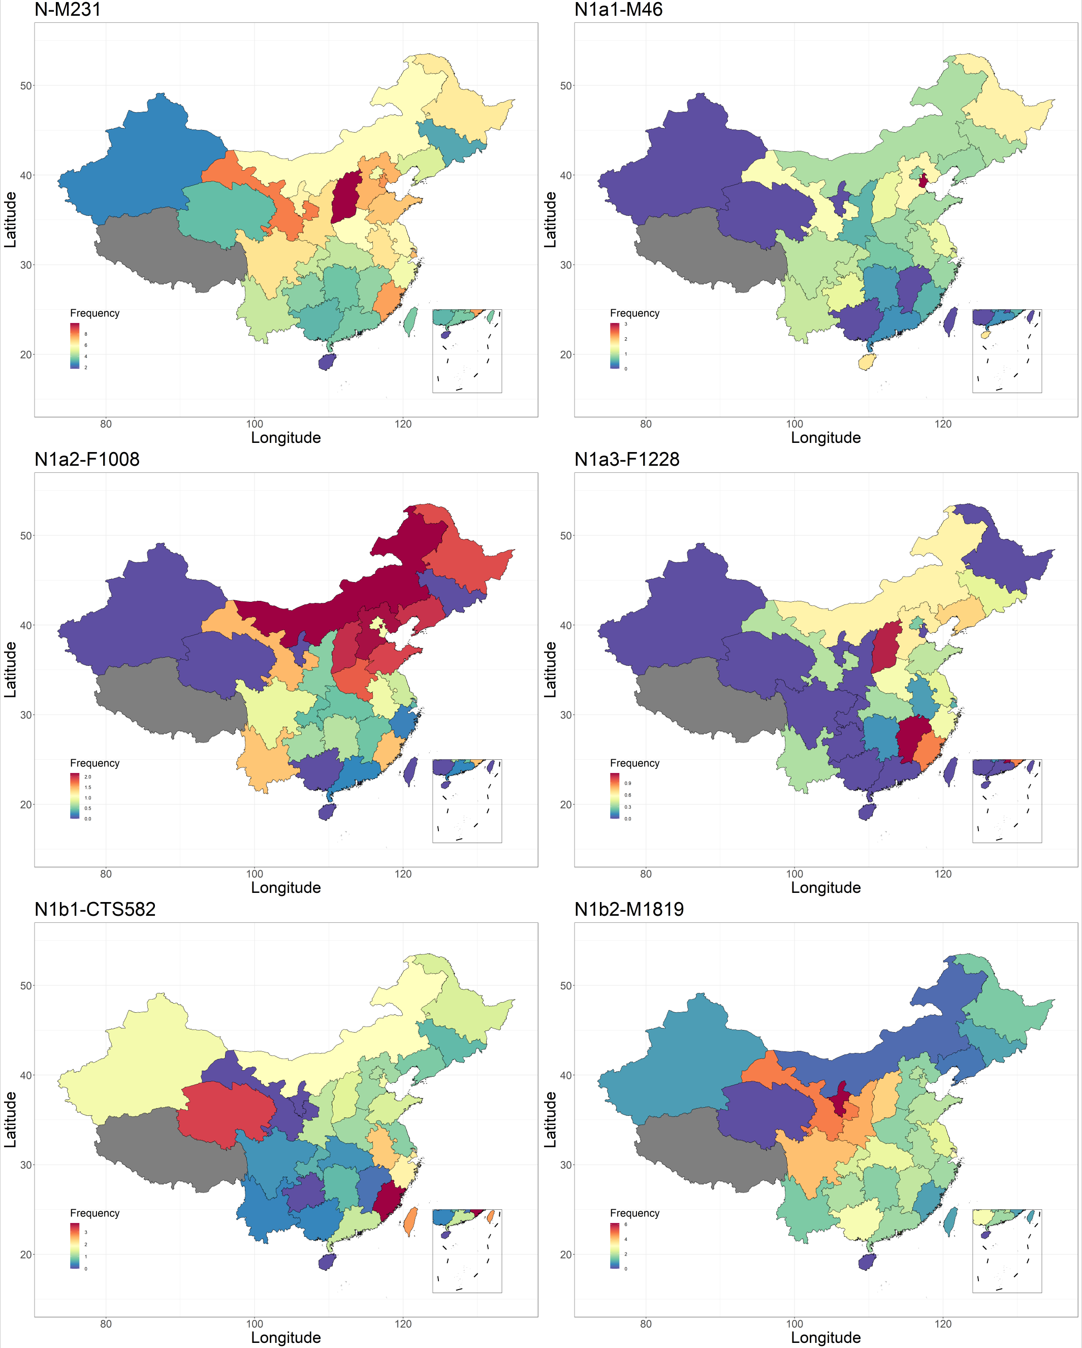 N-M231
50
40
30
20
Latitude
Frequency
8
6
4
2
80
100
120
Longitude
N1a1-M46
50
40
30
20
Latitude
Frequency
3
2
1
0
80
100
120
Longitude
N1a2-F1008
50
40
30
20
Latitude
Frequency
2.0
1.5
1.0
0.5
0.0
80
100
120
Longitude
N1a3-F1228
50
40
30
20
Latitude
Frequency
0.9
0.6
0.3
0.0
80
100
120
Longitude
N1b1-CTS582
50
40
30
20
Latitude
Frequency
3
2
1
0
80
100
120
Longitude
N1b2-M1819
50
40
30
20
Latitude
Frequency
6
4
2
0
80
100
120
Longitude